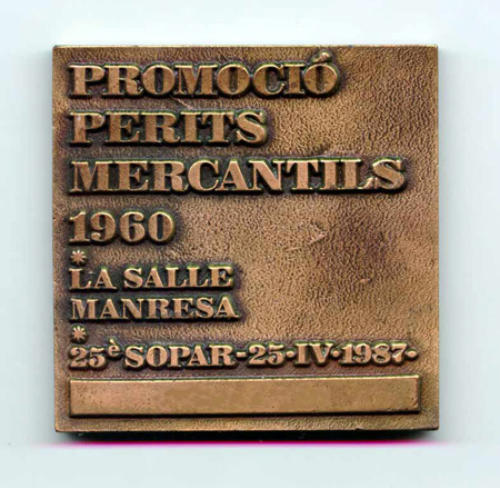 PROMOCIÓ
PERITS
MERCANTILS
1960
*
LA SALLE
MANRESA
*
25è SOPAR-25·IV·1987·